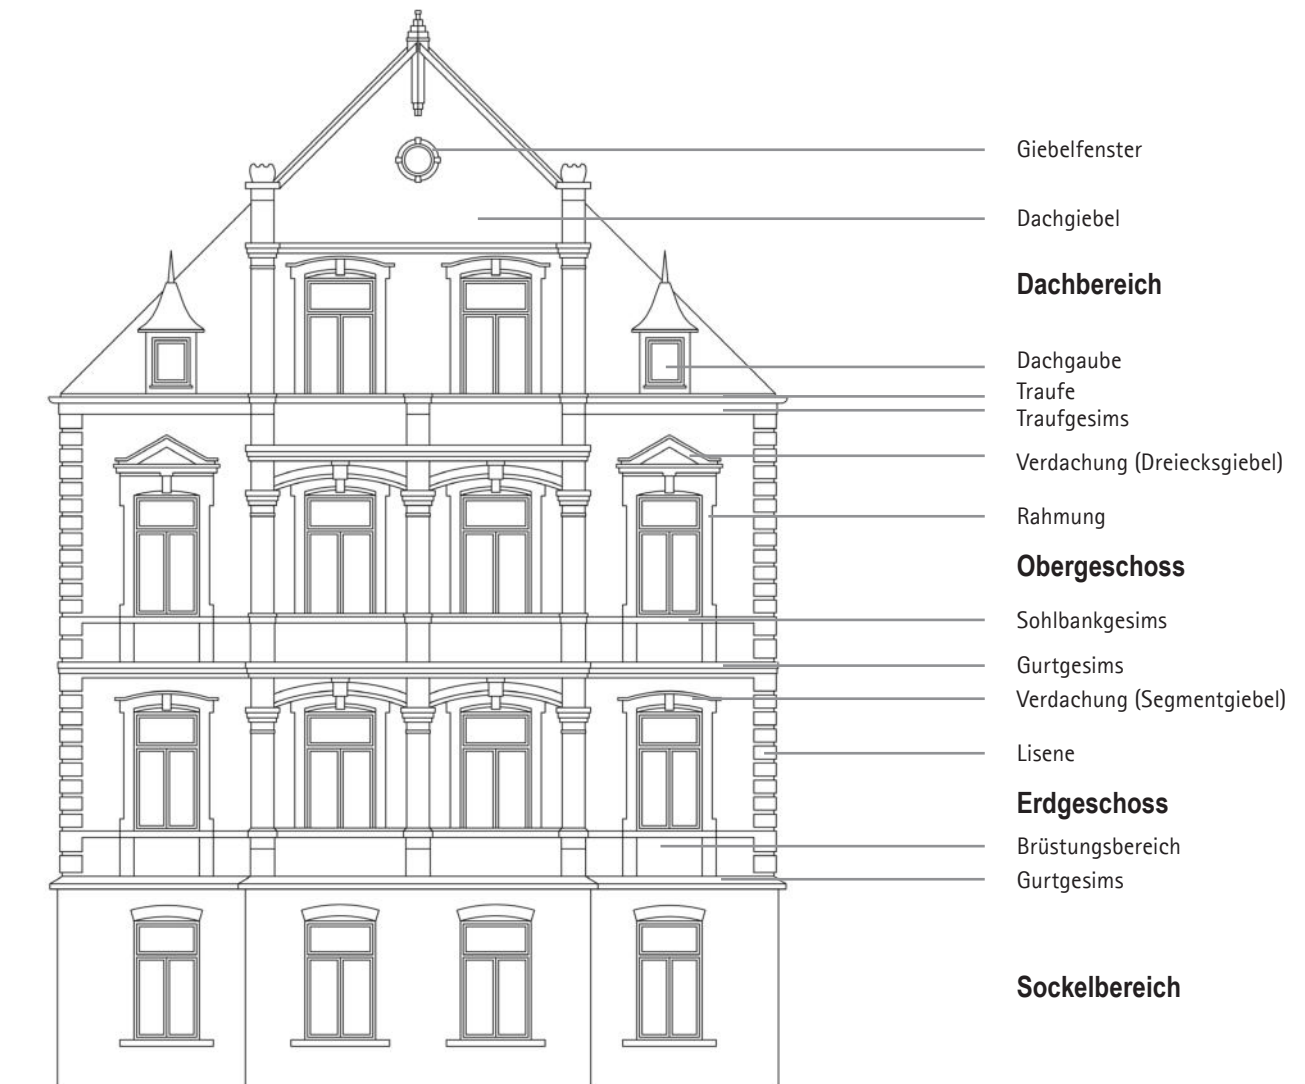 Giebelfenster
Dachgiebel
Dachbereich
Dachgaube
Traufe
Traufgesims
Verdachung (Dreiecksgiebel)
Rahmung
Obergeschoss
Sohlbankgesims
Gurtgesims
Verdachung (Segmentgiebel)
Lisene
Erdgeschoss
Brüstungsbereich
Gurtgesims
Sockelbereich